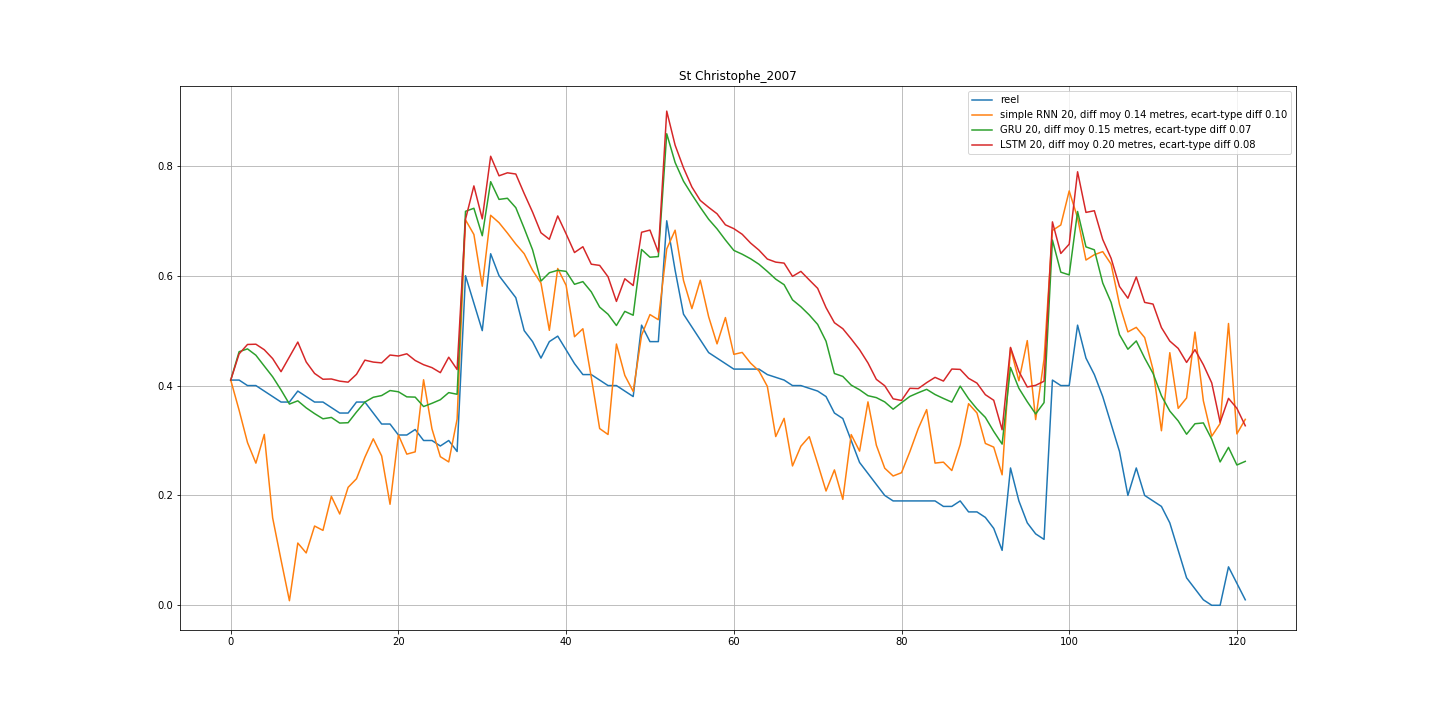 St Christophe_2007
reel
simple RNN 20, diff moy 0.14 metres, ecart-type diff 0.10
GRU 20, diff moy 0.15 metres, ecart-type diff 0.07
LSTM 20, diff moy 0.20 metres, ecart-type diff 0.08
0.8
0.6
0.4
0.2
0.0
0 20 40 60 80 100 120